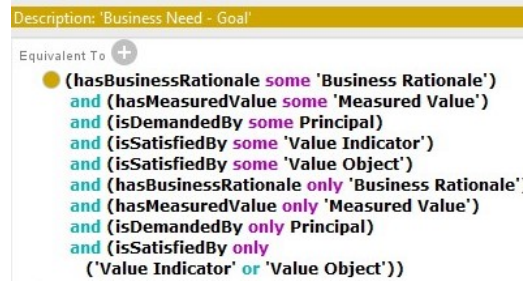 Description: 'Business Need - Goal'
Equivalent To +
(hasBusinessRationale some 'Business Rationale')
and (hasMeasuredValue some 'Measured Value')
and (isDemandedBy some Principal)
and (isSatisfiedBy some 'Value Indicator')
and (isSatisfiedBy some 'Value Object')
and (hasBusinessRationale only 'Business Rationale')
and (hasMeasuredValue only 'Measured Value')
and (isDemandedBy only Principal)
and (isSatisfiedBy only
('Value Indicator' or 'Value Object'))